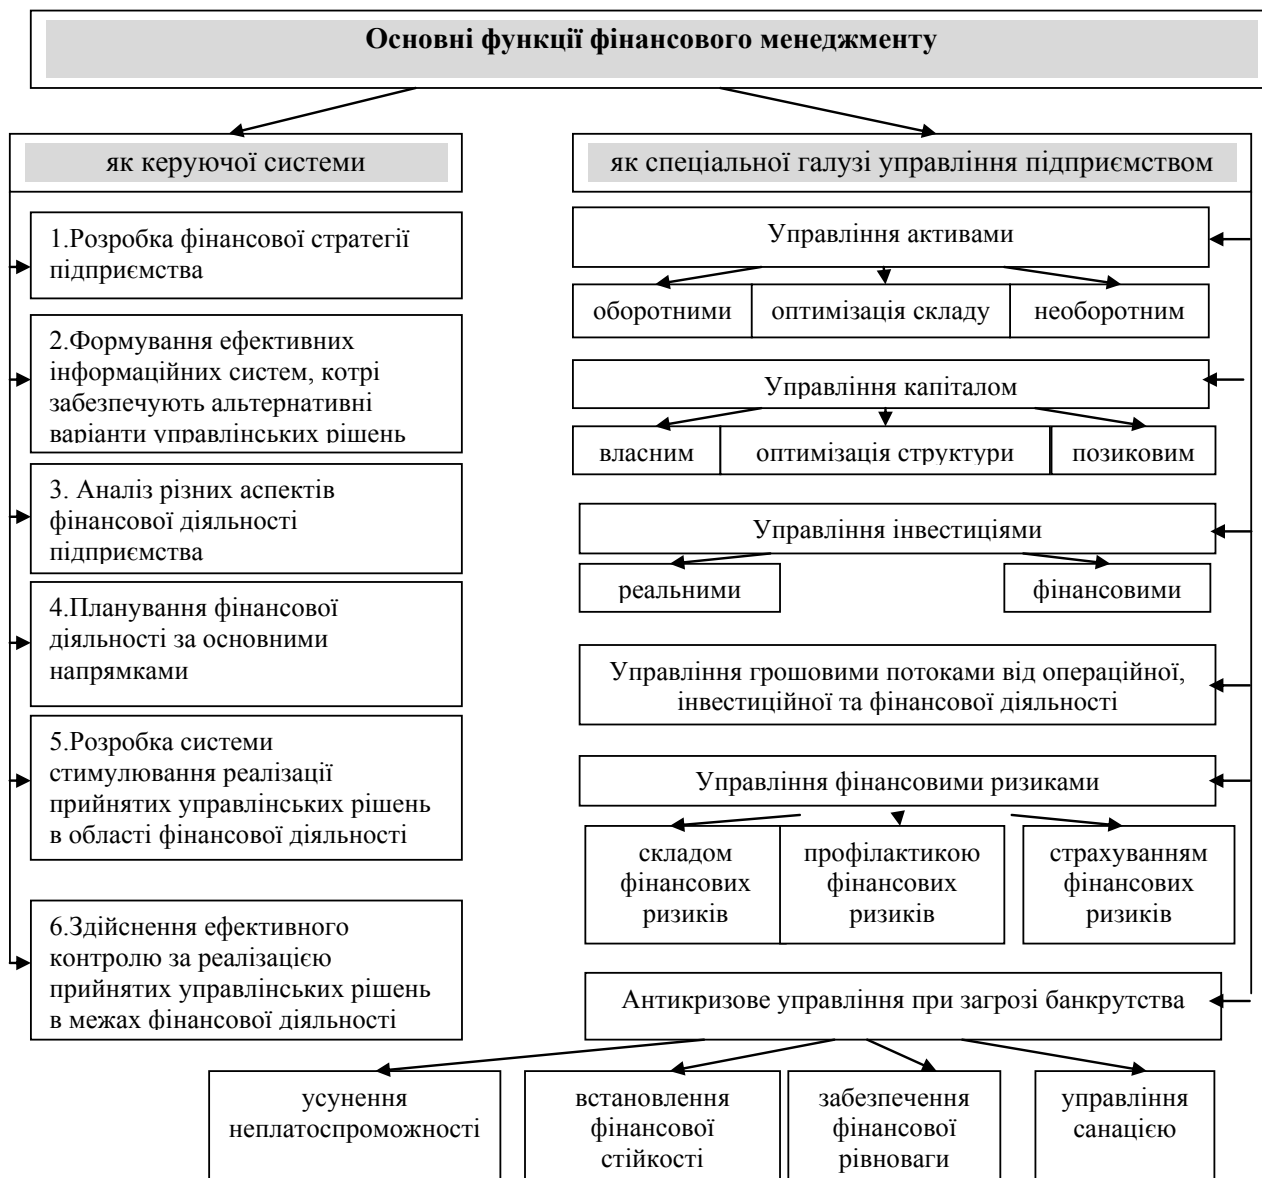 Основні функції фінансового менеджменту
як керуючої системи
1.Розробка фінансової стратегії
підприємства
2.Формування ефективних
інформаційних систем, котрі
забезпечують альтернативні
варіанти управлінських рішень
3. Аналіз різних аспектів
фінансової діяльності
підприємства
4.Планування фінансової
діяльності за основними
напрямками
5.Розробка системи
стимулювання реалізації
прийнятих управлінських рішень
в області фінансової діяльності
6.Здійснення ефективного
контролю за реалізацією
прийнятих управлінських рішень
в межах фінансової діяльності
як спеціальної галузі управління підприємством
Управління активами
оборотними
оптимізація складу
необоротним
Управління капіталом
власним
оптимізація структури
позиковим
Управління інвестиціями
реальними
фінансовими
Управління грошовими потоками від операційної,
інвестиційної та фінансової діяльності
Управління фінансовими ризиками
складом
фінансових
ризиків
профілактикою
фінансових
ризиків
страхуванням
фінансових
ризиків
Антикризове управління при загрозі банкрутства
усунення
неплатоспроможності
встановлення
фінансової
стійкості
забезпечення
фінансової
рівноваги
управління
санацією